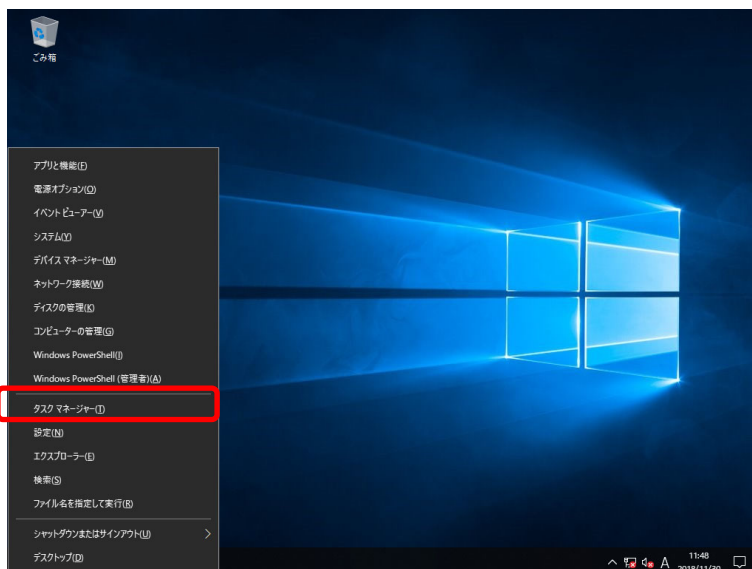 ごみ箱
アプリと機能(F)
電源オプション(O)
イベント ビューアー(V)
システム(Y)
デバイス マネージャー(M)
ネットワーク接続(W)
ディスクの管理(K)
コンピューターの管理(G)
Windows PowerShell(I)
Windows PowerShell (管理者)(A)
タスク マネージャー(T)
設定(N)
エクスプローラー(E)
検索(S)
ファイル名を指定して実行(R)
シャットダウンまたはサインアウト(U)
デスクトップ(D)
A
11:48
2018/11/30